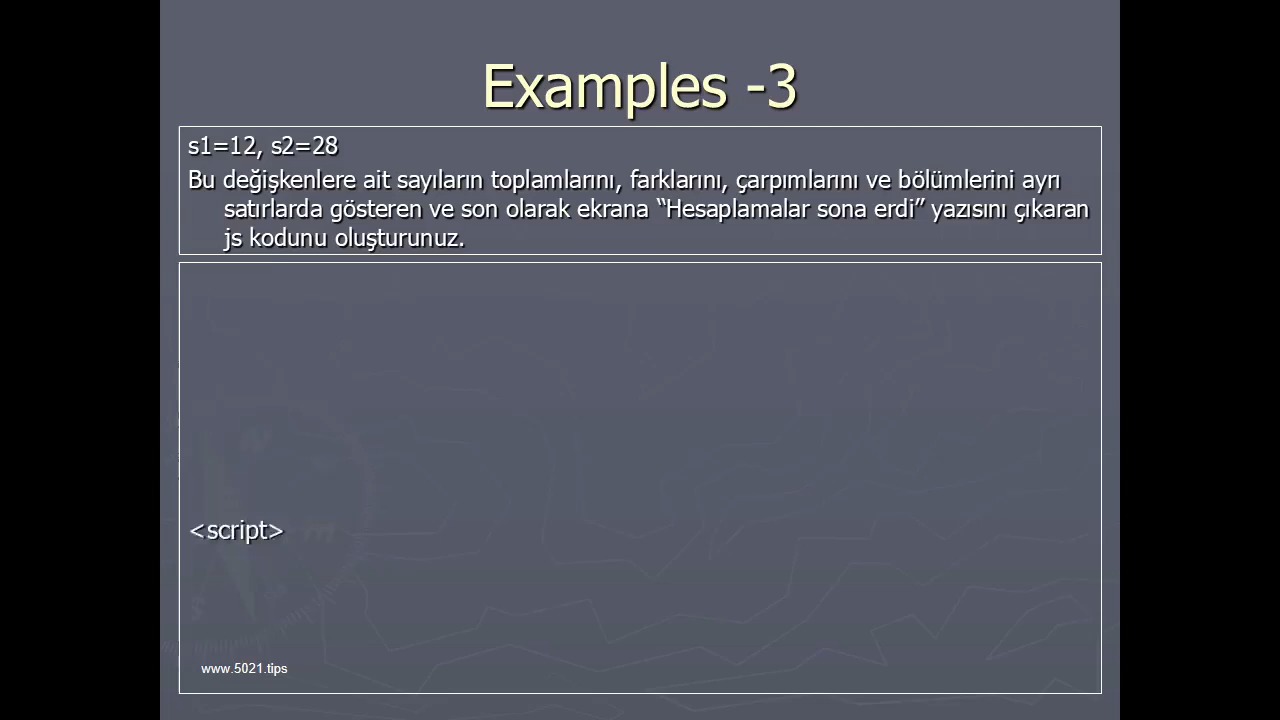 Examples -3
s1=12, s2=28
Bu değişkenlere ait sayıların toplamlarını, farklarını, çarpımlarını ve bölümlerini ayrı
satırlarda gösteren ve son olarak ekrana “Hesaplamalar sona erdi” yazısını çıkaran
js kodunu oluşturunuz.
<script>
www.5021.tips